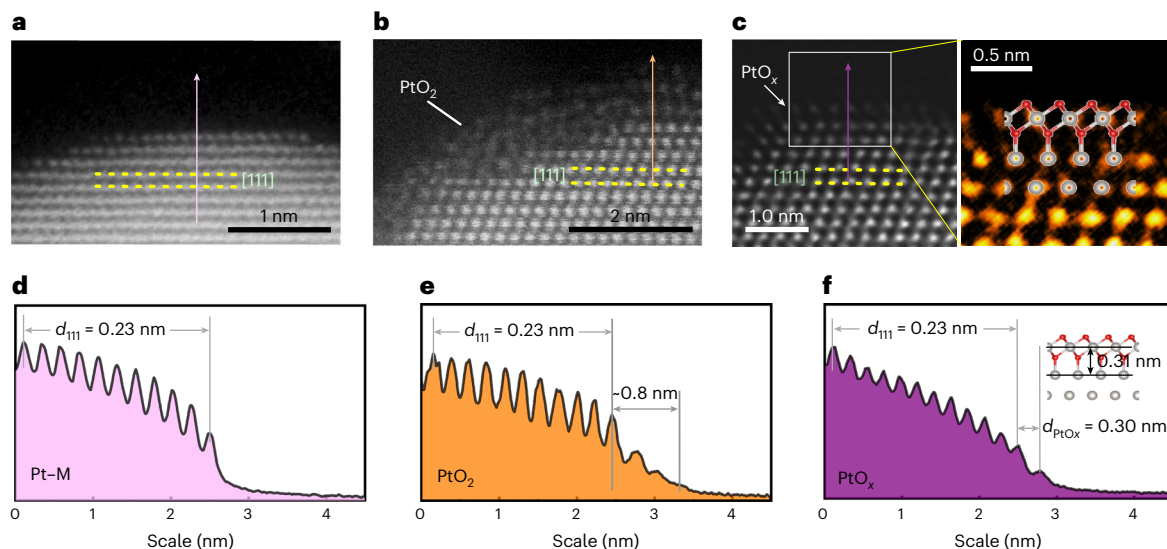 a
b
c
[111]
1 nm
PtO2
[111]
2 nm
PtOx
[111]
1.0 nm
0.5 nm
d
e
f
d111 = 0.23 nm
Pt–M
0 1 2 3 4
Scale (nm)
d111 = 0.23 nm
~0.8 nm
PtO2
0 1 2 3 4
Scale (nm)
d111 = 0.23 nm
0.31 nm
dPtOx = 0.30 nm
PtOx
0 1 2 3 4
Scale (nm)